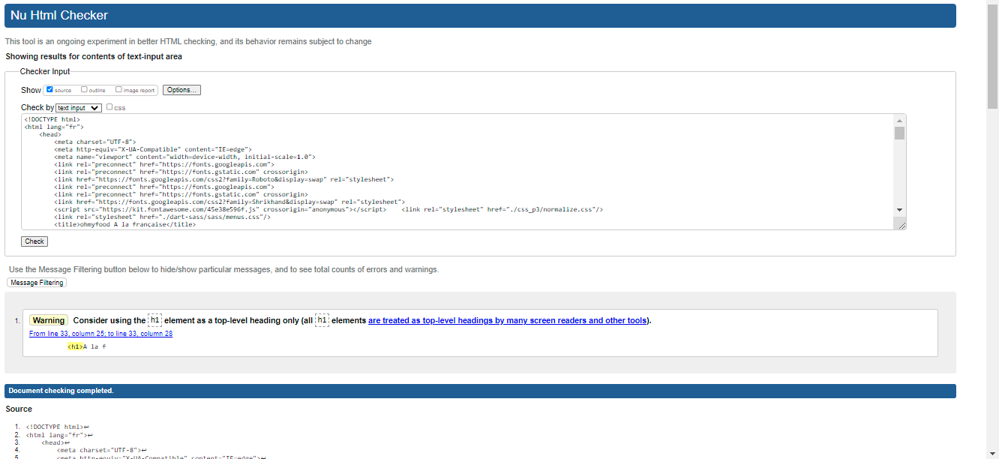 Nu Html Checker
This tool is an ongoing experiment in better HTML checking, and its behavior remains subject to change
Showing results for contents of text-input area
Checker Input
Show source outline image report Options...
Check by text input css
<!DOCTYPE html>
<html lang="fr">
<head>
<meta charset="UTF-8">
<meta http-equiv="X-UA-Compatible" content="IE=edge">
<meta name="viewport" content="width=device-width, initial-scale=1.0">
<link rel="preconnect" href="https://fonts.googleapis.com">
<link rel="preconnect" href="https://fonts.gstatic.com" crossorigin>
<link href="https://fonts.googleapis.com/css2?family=Roboto&display=swap" rel="stylesheet">
<link rel="preconnect" href="https://fonts.googleapis.com">
<link rel="preconnect" href="https://fonts.gstatic.com" crossorigin>
<link href="https://fonts.googleapis.com/css2?family=Shrikhand&display=swap" rel="stylesheet">
<script src="https://kit.fontawesome.com/45e38e596f.js" crossorigin="anonymous"></script> <link rel="stylesheet" href="./css_p3/normalize.css"/>
<link rel="stylesheet" href="./dart-sass/sass/menus.css"/>
<title>ohmyfood A la française</title>
Check
Use the Message Filtering button below to hide/show particular messages, and to see total counts of errors and warnings.
Message Filtering
1. Warning Consider using the h1 element as a top-level heading only (all h1 elements are treated as top-level headings by many screen readers and other tools).
From line 33, column 25; to line 33, column 28
<h1>A la f
Document checking completed.
Source
1. <!DOCTYPE html>↩
2. <html lang="fr">↩
3. <head>↩
4. <meta charset="UTF-8">↩
5. <meta http-equiv="X-UA-Compatible" content="IE=edge">↩